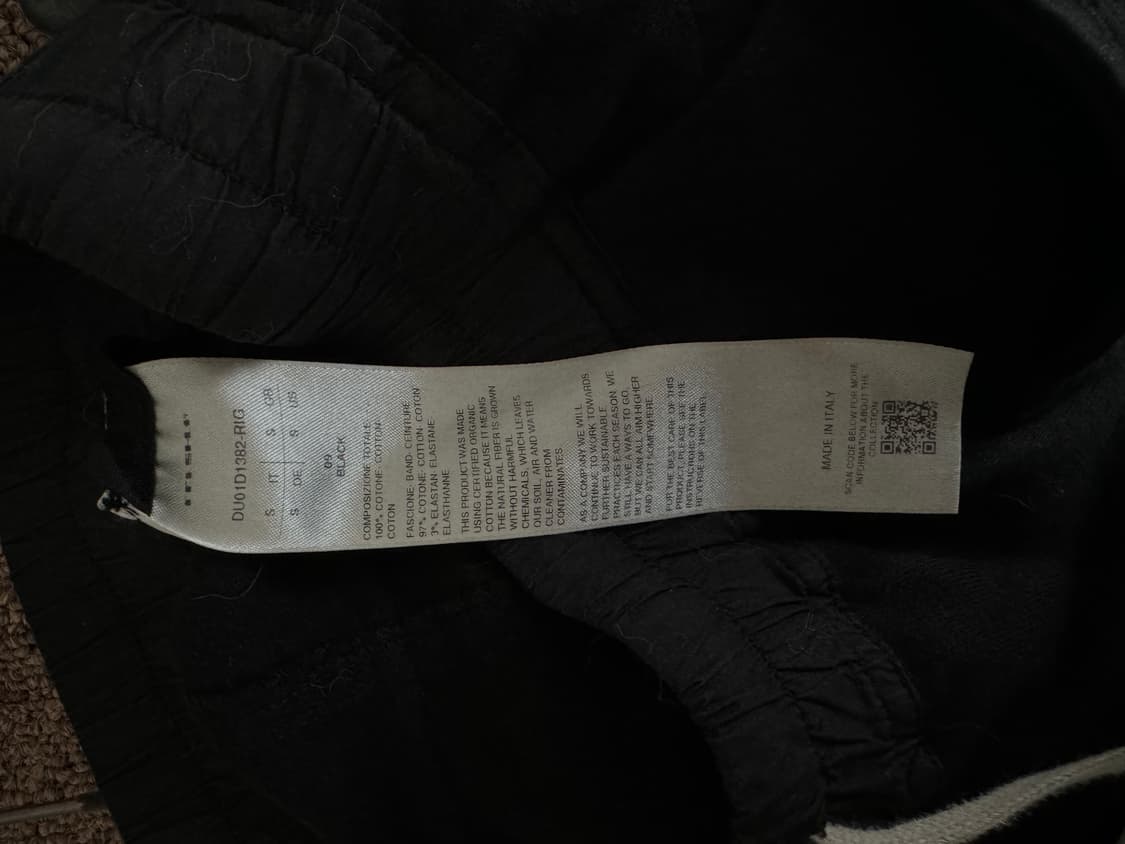 DU01D1382-RIG
S IT S GB
S DE S US
09
BLACK
COMPOSIZIONE TOTALE:
100% COTONE - COTTON-
COTON
FASCIONE- BAND- CEINTURE
97% COTONE- COTTON- COTON
3% ELASTAN - ELASTANE -
ELASTHANNE
THIS PRODUCT WAS MADE
USING CERTIFIED ORGANIC
COTTON BECAUSE IT MEANS
THE NATURAL FIBER IS GROWN
WITHOUT HARMFUL
CHEMICALS, WHICH LEAVES
OUR SOIL, AIR AND WATER
CLEANER FROM
CONTAMINATES
AS A COMPANY WE WILL
CONTINUE TO WORK TOWARDS
FURTHER SUSTAINABLE
PRACTICES EACH SEASON. WE
STILL HAVE A WAYS TO GO,
BUT WE CAN ALL AIM HIGHER
AND START SOMEWHERE.
FOR THE BEST CARE OF THIS
PRODUCT, PLEASE SEE THE
INSTRUCTIONS ON THE
REVERSE OF THIS LABEL.
MADE IN ITALY
SCAN CODE BELOW FOR MORE
INFORMATION ABOUT THE
COLLECTION